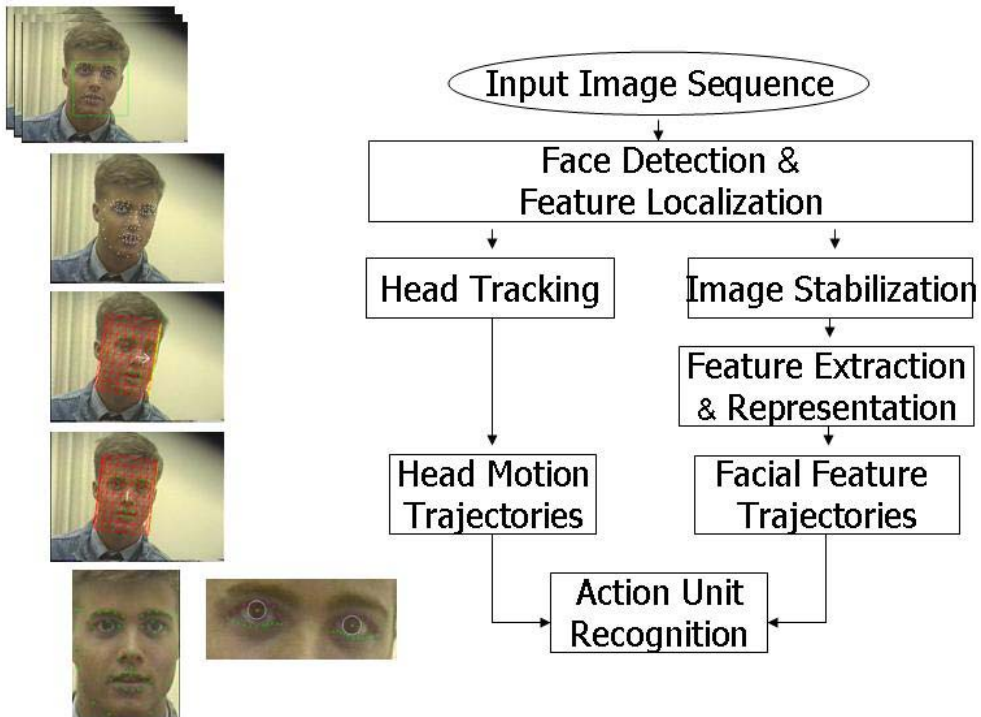 Input Image Sequence
Face Detection &
Feature Localization
Head Tracking
Image Stabilization
Feature Extraction
& Representation
Head Motion
Trajectories
Facial Feature
Trajectories
Action Unit
Recognition